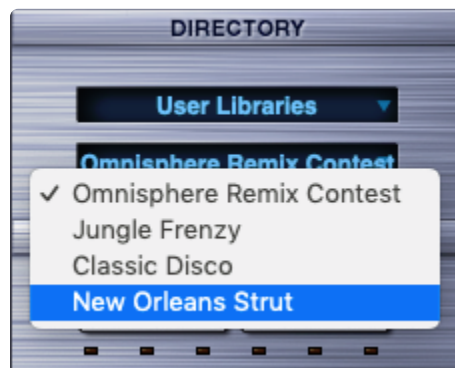 DIRECTORY
User Libraries
Omnisphere Remix Contest
✓ Omnisphere Remix Contest
Jungle Frenzy
Classic Disco
New Orleans Strut